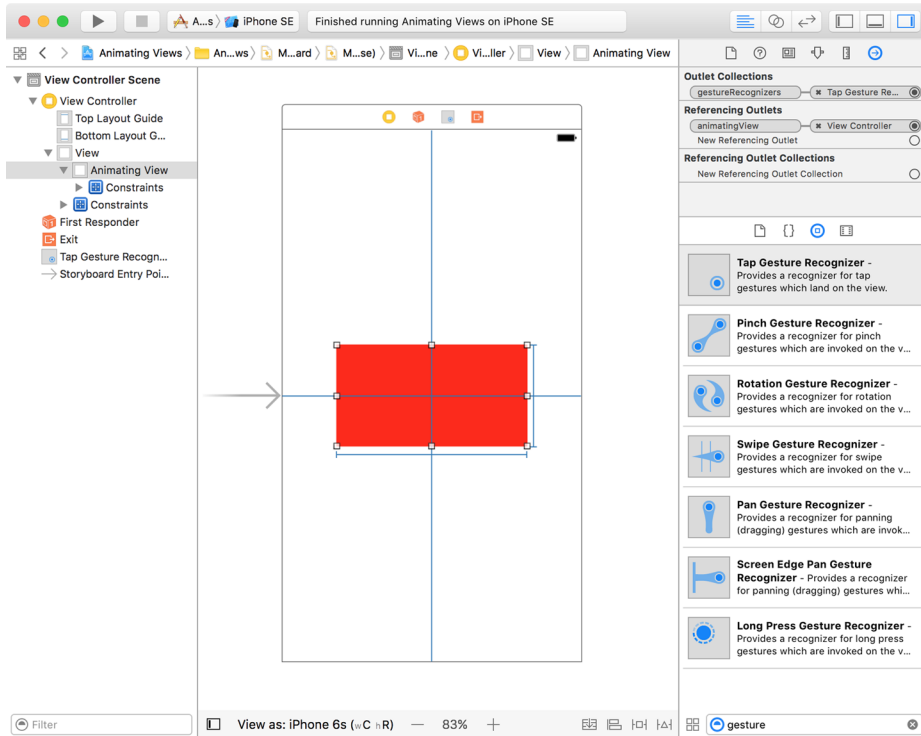 A...s iPhone SE Finished running Animating Views on iPhone SE
Animating Views An...ws M...ard M...se) Vi...ne Vi...ller View Animating View
View Controller Scene
View Controller
Top Layout Guide
Bottom Layout G...
View
Animating View
Constraints
Constraints
First Responder
Exit
Tap Gesture Recogn...
Storyboard Entry Poi...
Filter
View as: iPhone 6s (wC hR) — 83% +
Outlet Collections
gestureRecognizers Tap Gesture Re...
Referencing Outlets
animatingView View Controller
New Referencing Outlet
Referencing Outlet Collections
New Referencing Outlet Collection
{}
Tap Gesture Recognizer -
Provides a recognizer for tap
gestures which land on the view.
Pinch Gesture Recognizer -
Provides a recognizer for pinch
gestures which are invoked on the v...
Rotation Gesture Recognizer -
Provides a recognizer for rotation
gestures which are invoked on the v...
Swipe Gesture Recognizer -
Provides a recognizer for swipe
gestures which are invoked on the v...
Pan Gesture Recognizer -
Provides a recognizer for panning
(dragging) gestures which are invok...
Screen Edge Pan Gesture
Recognizer - Provides a recognizer
for panning (dragging) gestures whi...
Long Press Gesture Recognizer -
Provides a recognizer for long press
gestures which are invoked on the v...
gesture